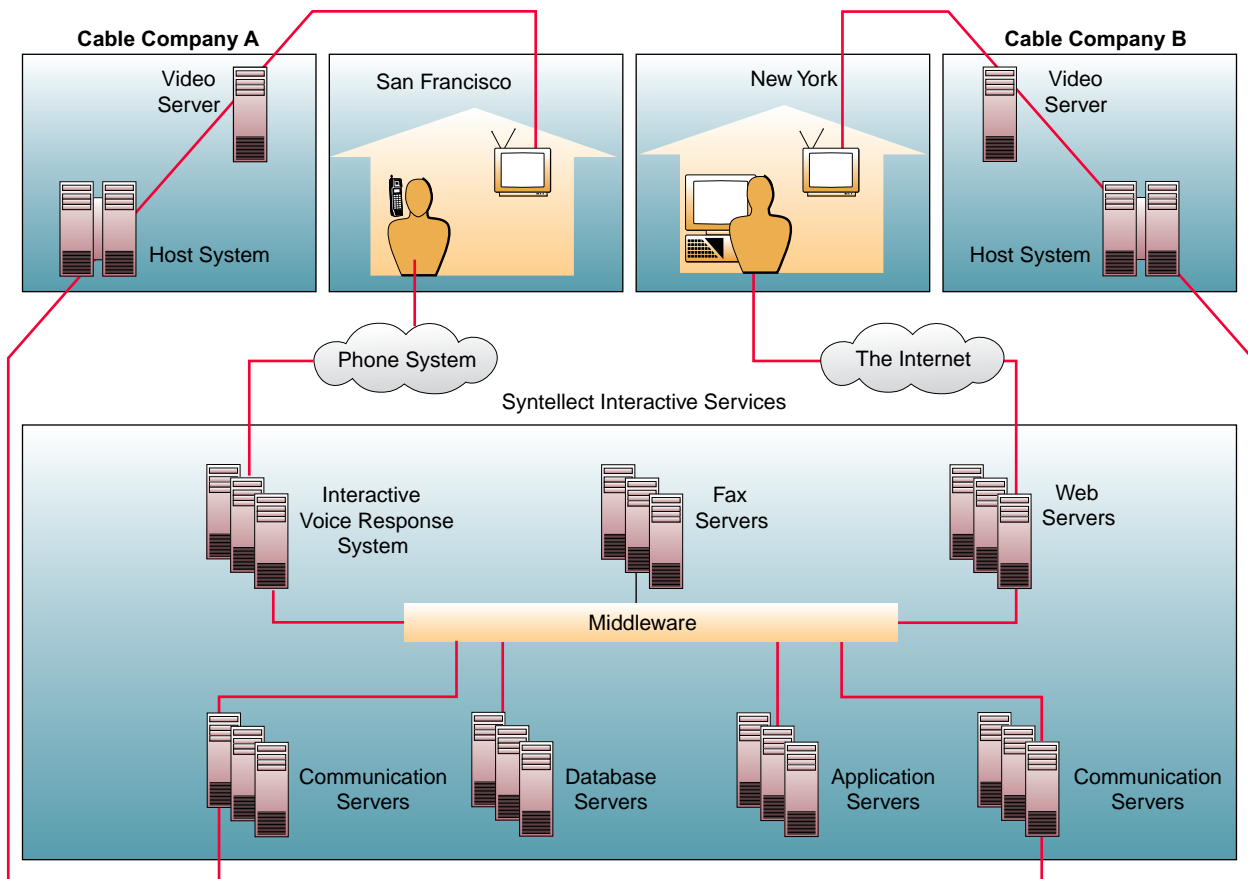 Cable Company A
Cable Company B
Video
Server
San Francisco
New York
Video
Server
Host System
Host System
Phone System
The Internet
Syntellect Interactive Services
Interactive
Voice Response
System
Fax
Servers
Web
Servers
Middleware
Communication
Servers
Database
Servers
Application
Servers
Communication
Servers